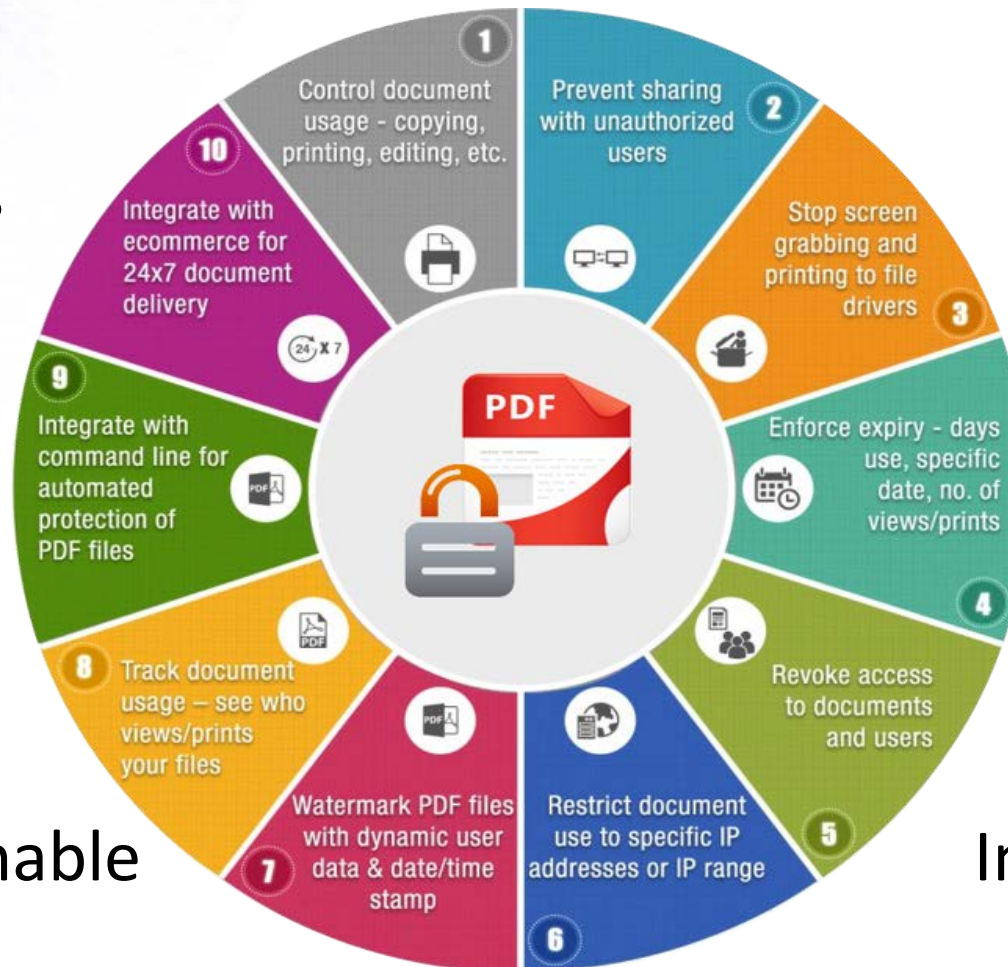 1
Control document
usage - copying,
printing, editing, etc.
2
Prevent sharing
with unauthorized
users
3
Stop screen
grabbing and
printing to file
drivers
4
Enforce expiry - days
use, specific
date, no. of
views/prints
5
Revoke access
to documents
and users
6
Restrict document
use to specific IP
addresses or IP range
7
Watermark PDF files
with dynamic user
data & date/time
stamp
8
Track document
usage – see who
views/prints
your files
PDF
9
Integrate with
command line for
automated
protection of
PDF files
PDF
10
Integrate with
ecommerce for
24x7 document
delivery
24 X 7
PDF
PDF
nable
In